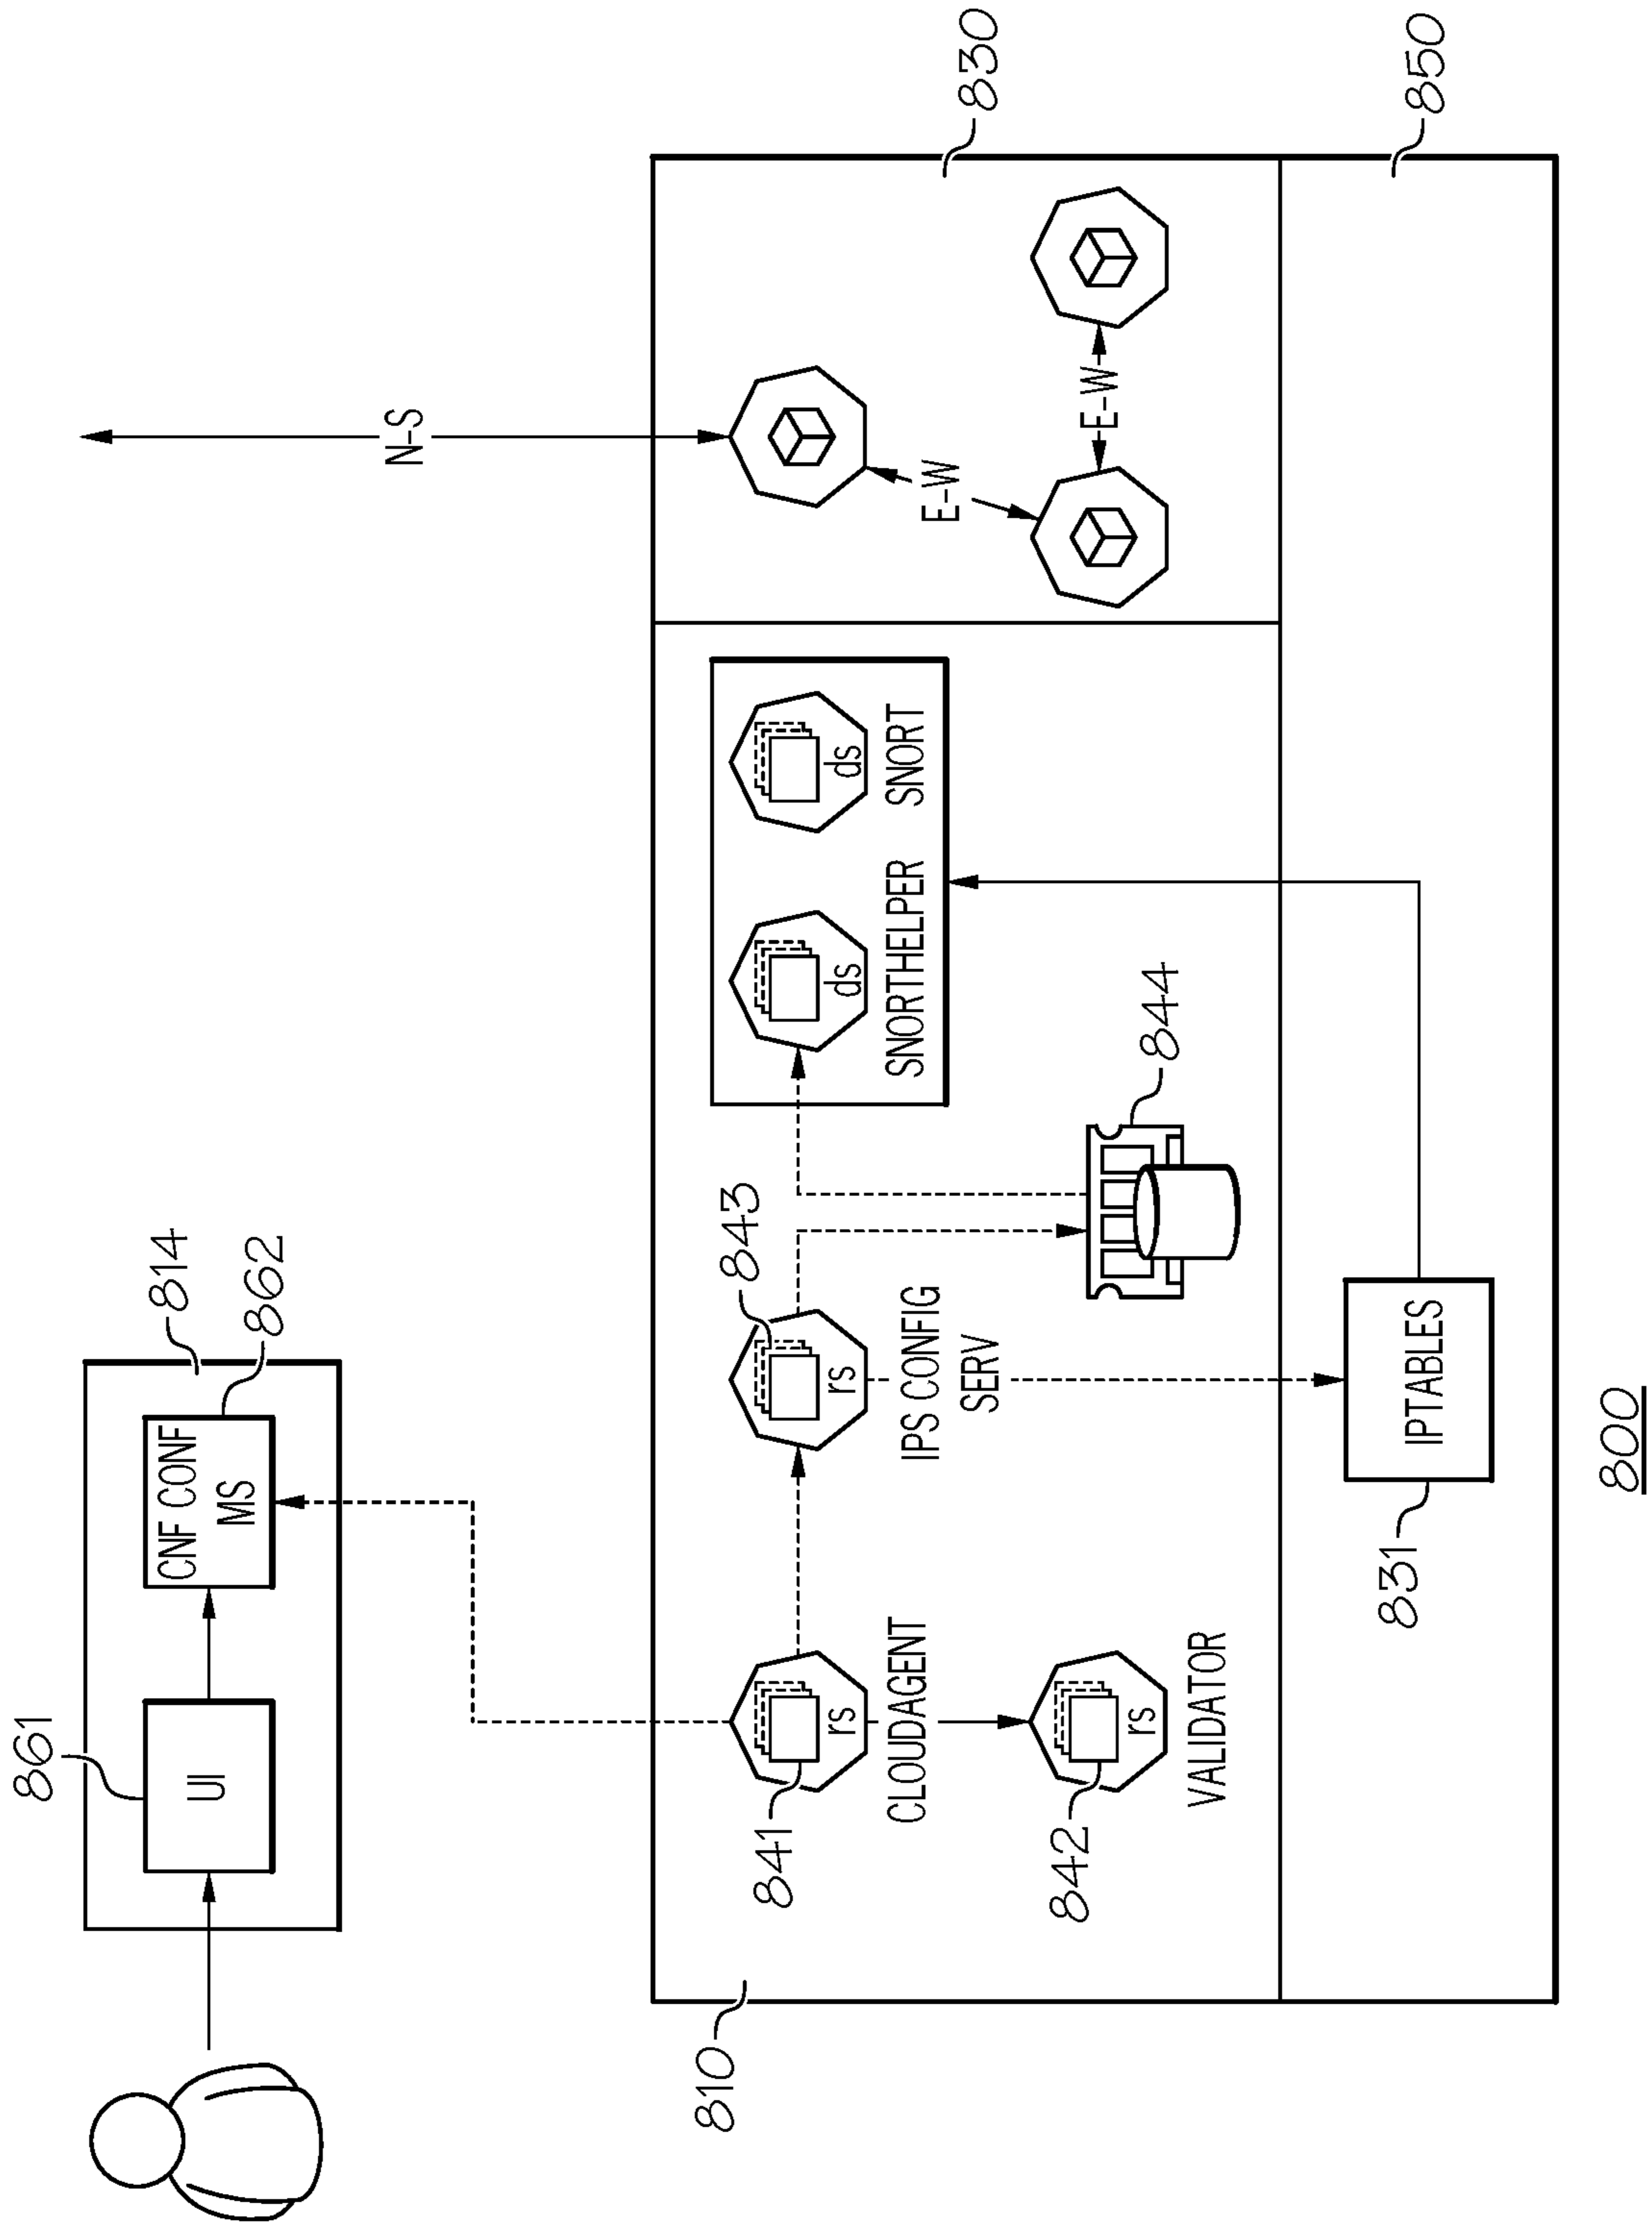 861
UI
CNF CONF
MS
814
862
N-S
810
841
rs
CLOUDAGENT
842
rs
VALIDATOR
843
rs
IPS CONFIG
SERV
844
ds
SNORTHELPER
ds
SNORT
E-W
E-W
830
831
IPTABLES
850
800